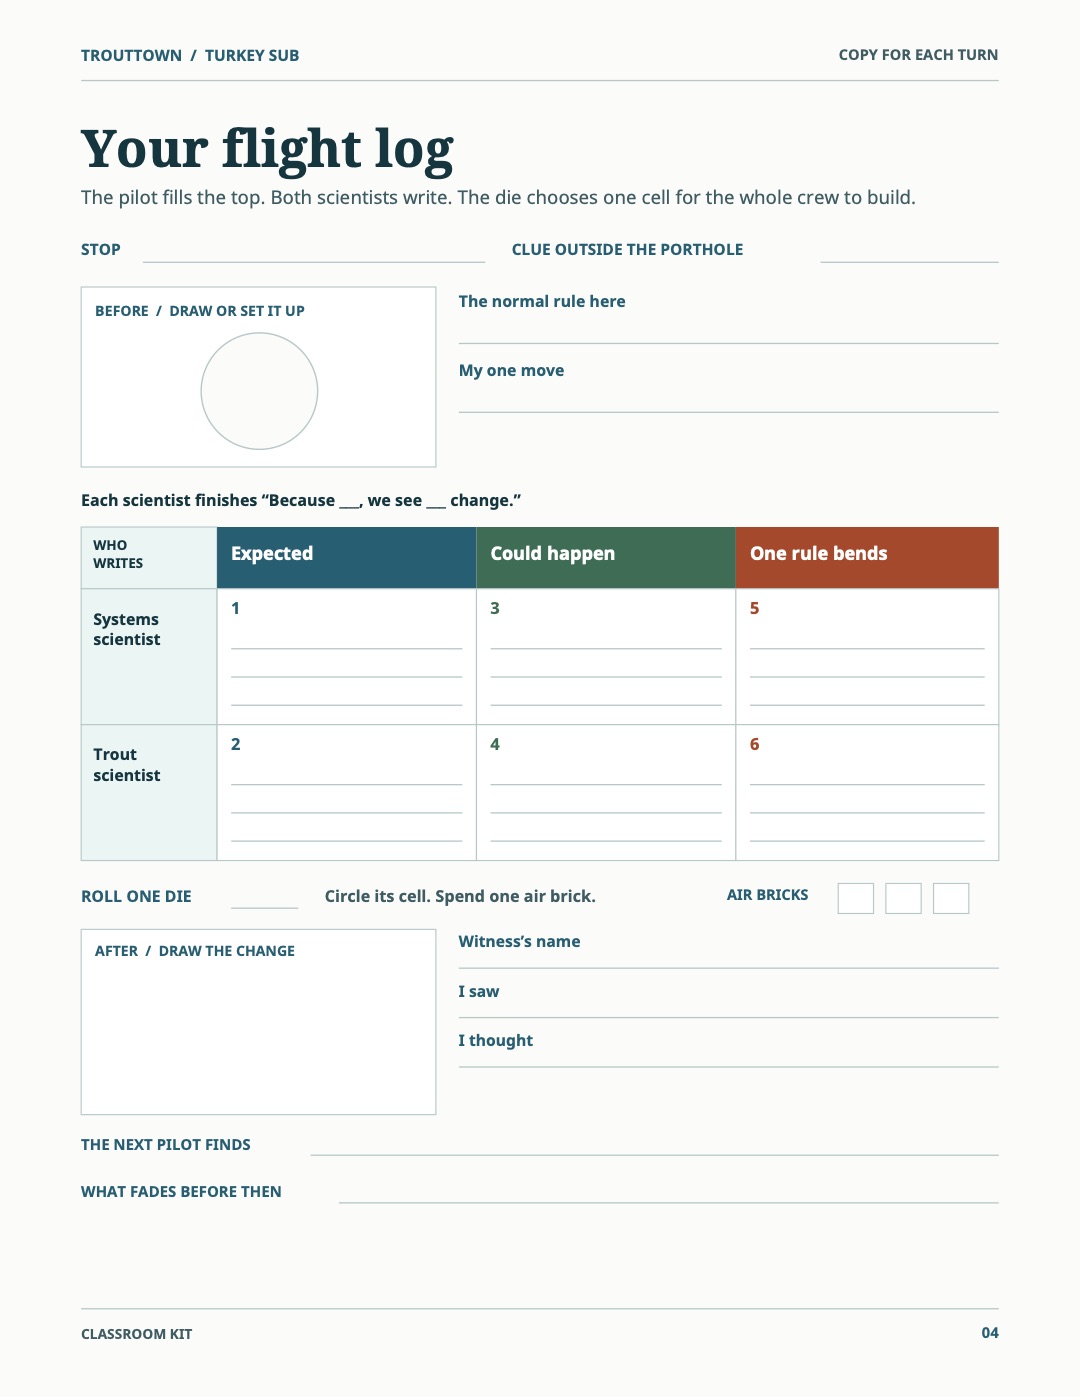 TROUTTOWN / TURKEY SUB
COPY FOR EACH TURN
Your flight log
The pilot fills the top. Both scientists write. The die chooses one cell for the whole crew to build.
STOP
CLUE OUTSIDE THE PORTHOLE
BEFORE / DRAW OR SET IT UP
The normal rule here
My one move
Each scientist finishes “Because ___, we see ___ change.”
WHO
WRITES
Expected
Could happen
One rule bends
Systems
scientist
1
3
5
Trout
scientist
2
4
6
ROLL ONE DIE
Circle its cell. Spend one air brick.
AIR BRICKS
AFTER / DRAW THE CHANGE
Witness’s name
I saw
I thought
THE NEXT PILOT FINDS
WHAT FADES BEFORE THEN
CLASSROOM KIT
04